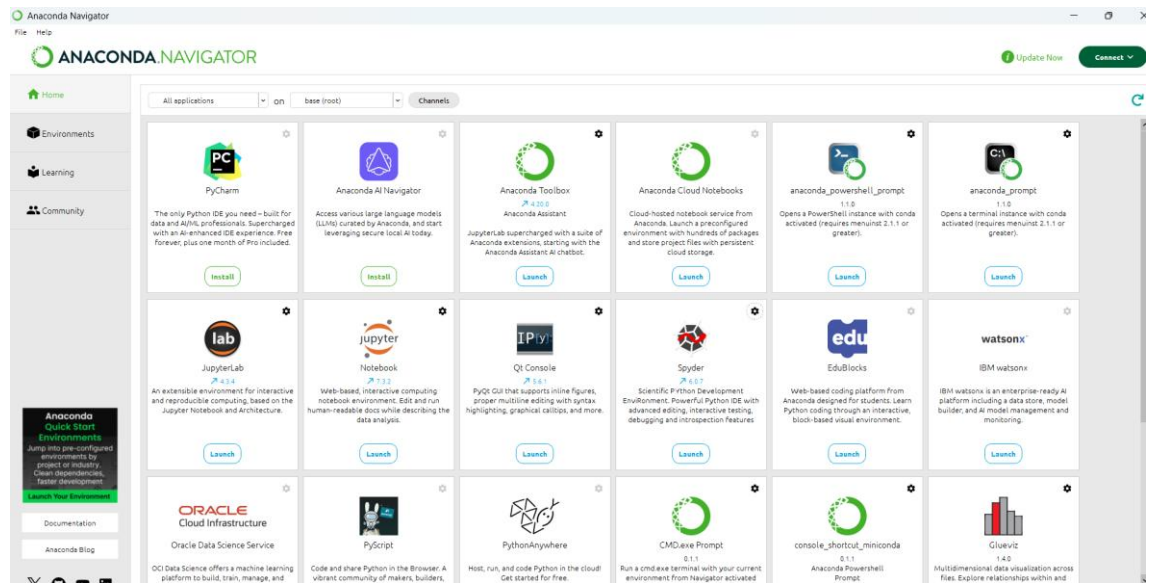 Anaconda Navigator
File Help
ANACONDA.NAVIGATOR
Update Now
Connect
Home
Environments
Learning
Community
All applications
on
base (root)
Channels
PC
PyCharm
The only Python IDE you need – built for
data and AI/ML professionals. Supercharged
with an AI-enhanced IDE experience. Free
forever, plus one month of Pro included.
Install
Anaconda AI Navigator
Access various large language models
(LLMs) curated by Anaconda, and start
leveraging secure local AI today.
Install
Anaconda Toolbox
4.20.0
Anaconda Assistant
JupyterLab supercharged with a suite of
Anaconda extensions, starting with the
Anaconda Assistant AI chatbot.
Launch
Anaconda Cloud Notebooks
Cloud-hosted notebook service from
Anaconda. Launch a preconfigured
environment with hundreds of packages
and store project files with persistent
cloud storage.
Launch
anaconda_powershell_prompt
1.1.0
Opens a PowerShell instance with conda
activated (requires menuinst 2.1.1 or
greater).
Launch
C:\
anaconda_prompt
1.1.0
Opens a terminal instance with conda
activated (requires menuinst 2.1.1 or
greater).
Launch
lab
JupyterLab
4.3.4
An extensible environment for interactive
and reproducible computing, based on the
Jupyter Notebook and Architecture.
Launch
jupyter
Notebook
7.3.2
Web-based, interactive computing
notebook environment. Edit and run
human-readable docs while describing the
data analysis.
Launch
IP[y]:
Qt Console
5.6.1
PyQt GUI that supports inline figures,
proper multiline editing with syntax
highlighting, graphical calltips, and more.
Launch
Spyder
6.0.7
Scientific Python Development
EnviRonment. Powerful Python IDE with
advanced editing, interactive testing,
debugging and introspection features
Launch
edu
EduBlocks
Web-based coding platform from
Anaconda designed for students. Learn
Python coding through an interactive,
block-based visual environment.
Launch
watsonx
IBM watsonx
IBM watsonx is an enterprise-ready AI
platform including a data store, model
builder, and AI model management and
monitoring.
Launch
ORACLE
Cloud Infrastructure
Oracle Data Science Service
OCI Data Science offers a machine learning
platform to build, train, manage, and
PyScript
Code and share Python in the Browser. A
vibrant community of makers, builders,
PythonAnywhere
Host, run, and code Python in the cloud!
Get started for free.
CMD.exe Prompt
0.1.1
Run a cmd.exe terminal with your current
environment from Navigator activated
console_shortcut_miniconda
0.1.1
Anaconda Powershell
Prompt
Glueviz
1.4.0
Multidimensional data visualization across
files. Explore relationships within and
Anaconda
Quick Start
Environments
Jump into pre-configured
environments by
project or industry.
Clean dependencies,
faster development
Launch Your Environment
Documentation
Anaconda Blog